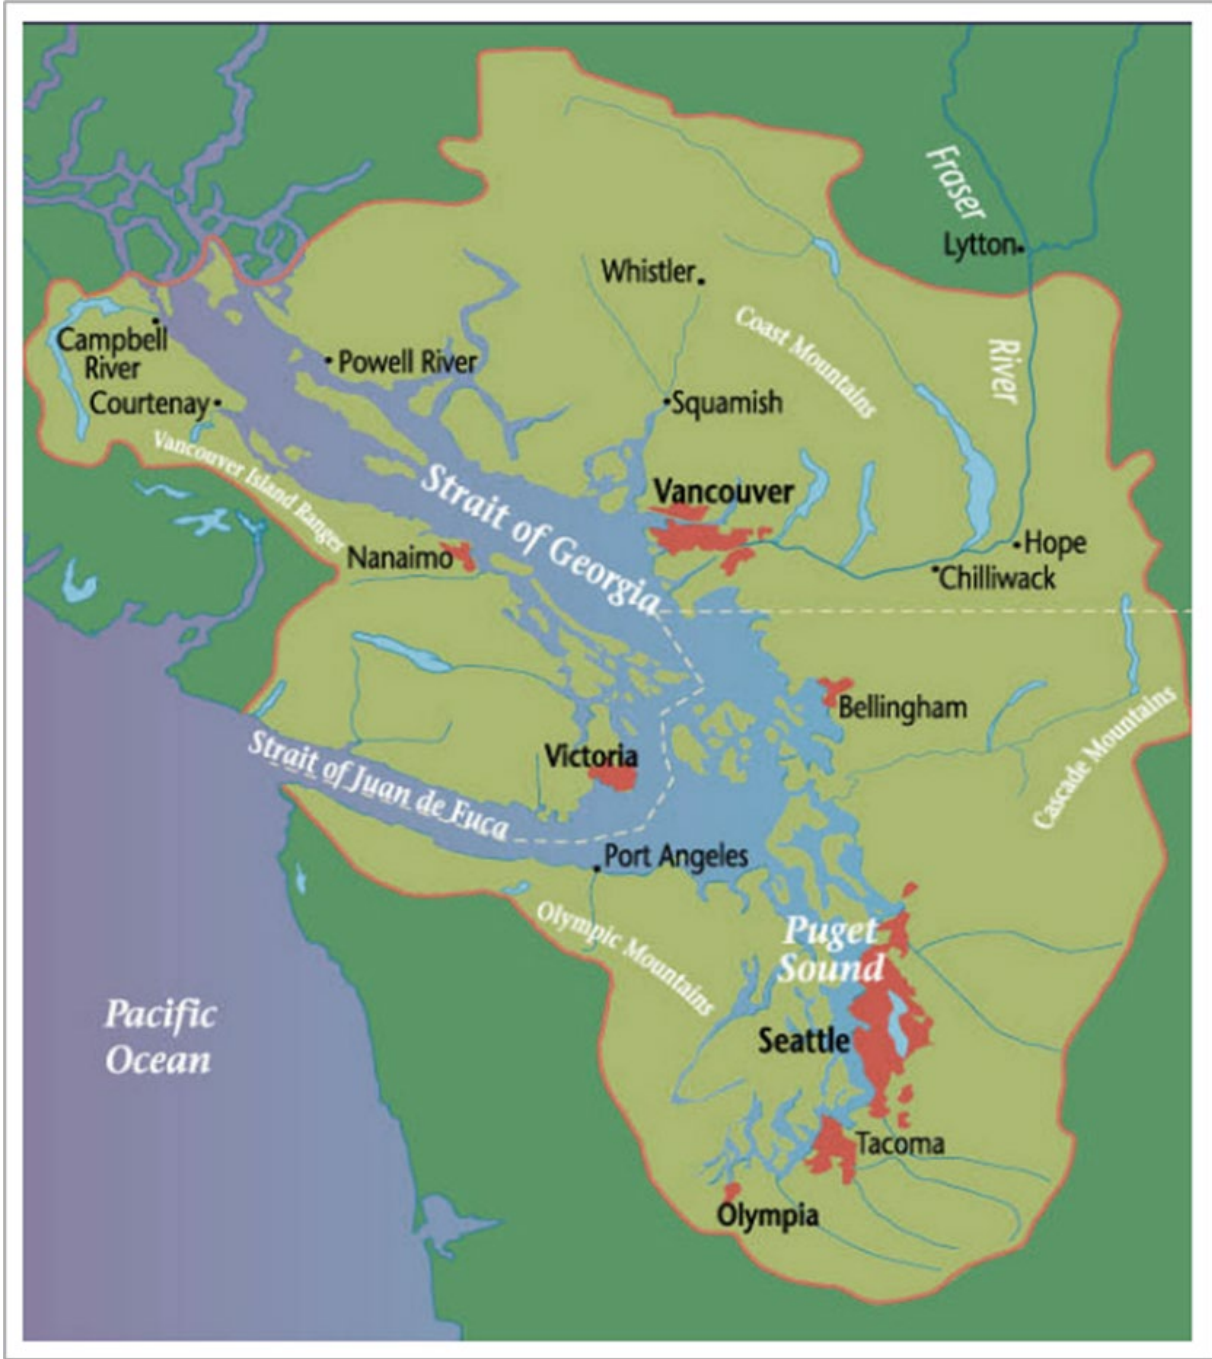 Fraser
Lytton
Whistler
Coast Mountains
River
Campbell
River
Powell River
Courtenay
Squamish
Vancouver Island Ranges
Strait of Georgia
Vancouver
Nanaimo
Hope
Chilliwack
Bellingham
Cascade Mountains
Strait of Juan de Fuca
Victoria
Port Angeles
Olympic Mountains
Puget
Sound
Pacific
Ocean
Seattle
Tacoma
Olympia